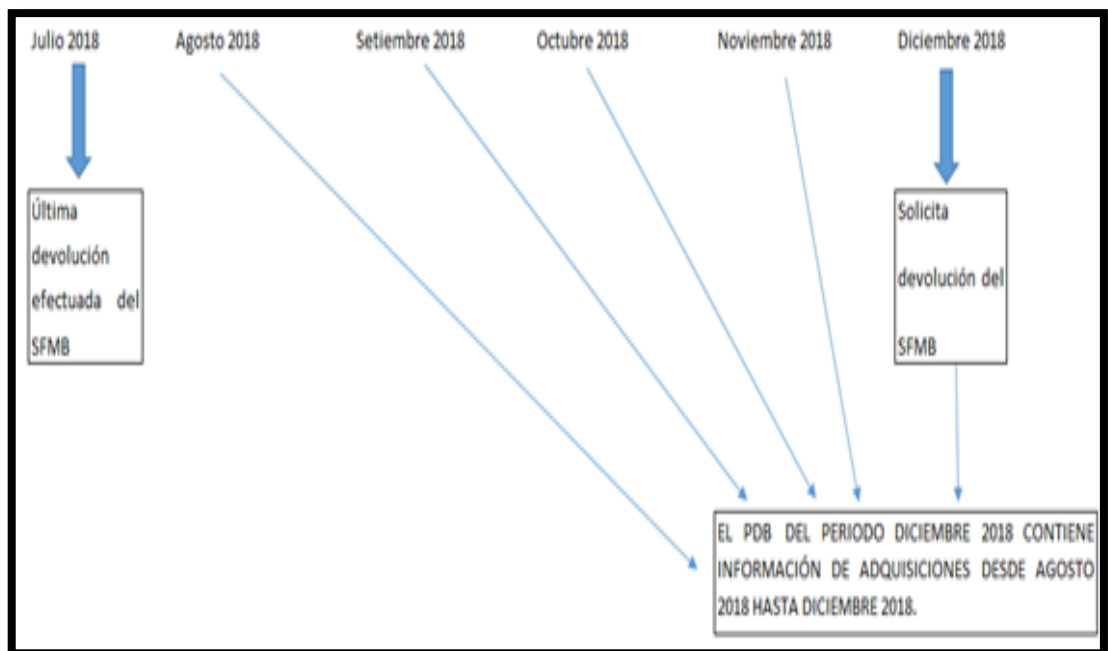 Julio 2018 Agosto 2018 Setiembre 2018 Octubre 2018 Noviembre 2018 Diciembre 2018
Última
devolución
efectuada del
SFMB
Solicita
devolución del
SFMB
EL PDB DEL PERIODO DICIEMBRE 2018 CONTIENE
INFORMACIÓN DE ADQUISICIONES DESDE AGOSTO
2018 HASTA DICIEMBRE 2018.